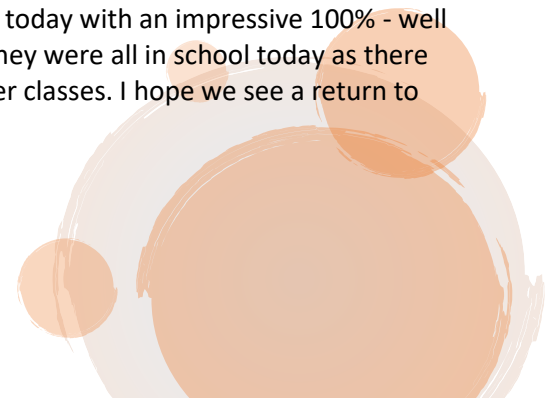 today with an impressive 100% - well
hey were all in school today as there
er classes. I hope we see a return to